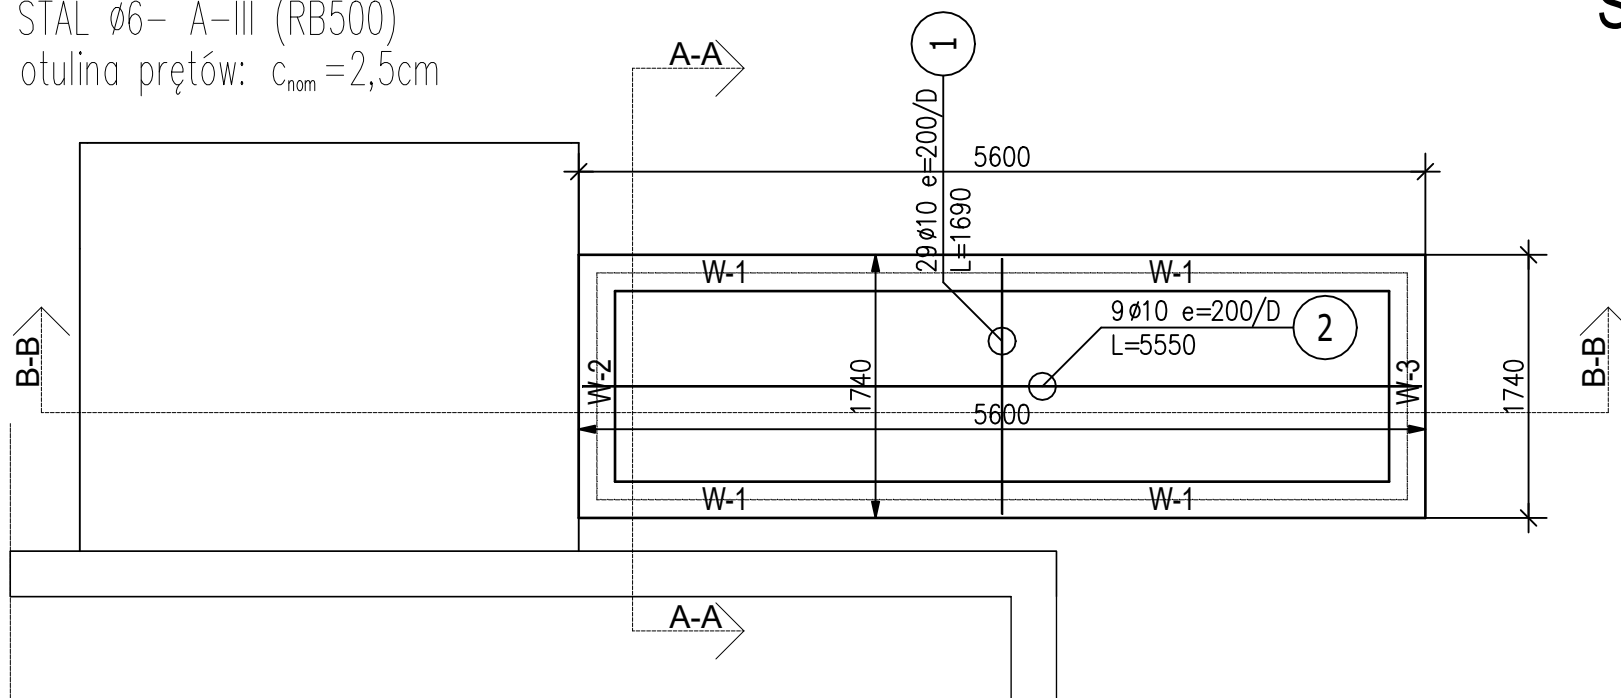 STAL ø6- A-III (RB500)
otulina prętów: cnom=2,5cm
S
A-A
1
29ø10 e=200/D
L=1690
5600
W-1
W-1
9ø10 e=200/D
L=5550
2
B-B
W-2
1740
5600
W-3
1740
B-B
W-1
W-1
A-A